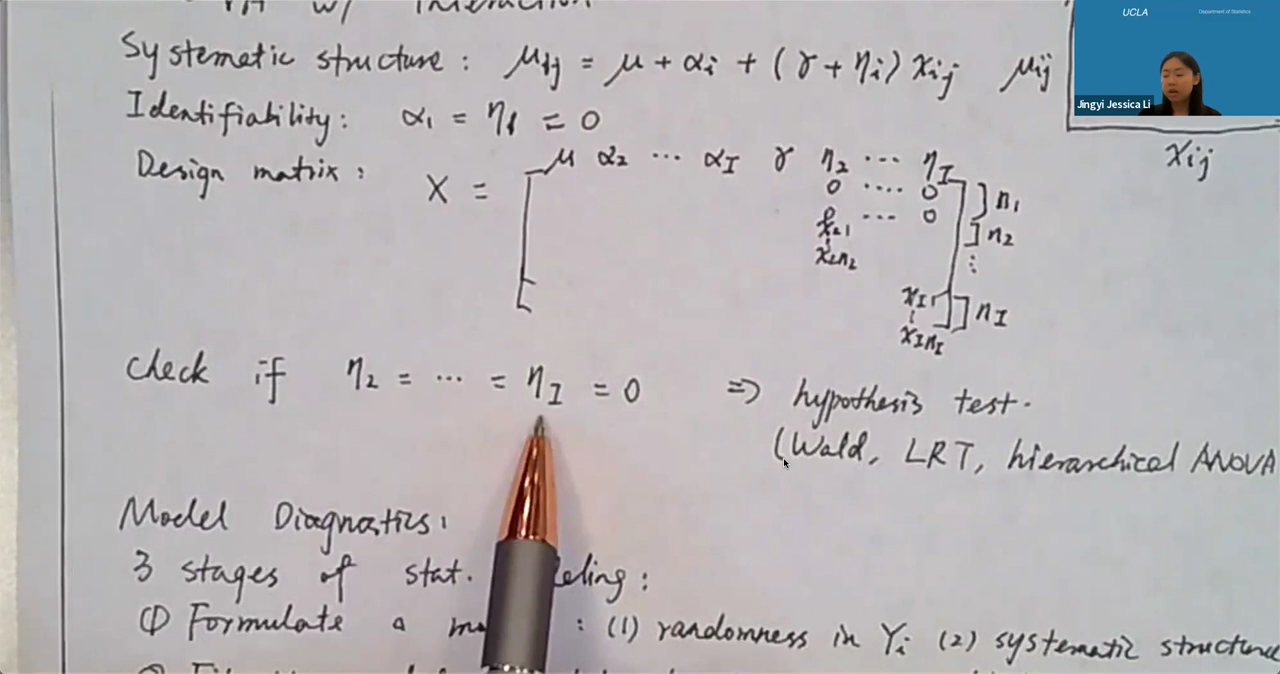 w/ interaction
UCLA Department of Statistics
Systematic structure : μij = μ + αi + (γ + ηi) xij μij
Jingyi Jessica Li
Identifiability: α1 = η1 = 0
xij
Design matrix : X = μ α2 ... αI γ η2 ... ηI
0 .... 0 } n1
x21 ... 0 ] n2
x2n2 ⋮
xI1 ] nI
xInI
Check if η2 = ... = ηI = 0 => hypothesis test.
(Wald, LRT, hierarchical ANOVA
Model Diagnostics:
3 stages of stat. eling :
① Formulate a m : (1) randomness in Yi (2) systematic structure